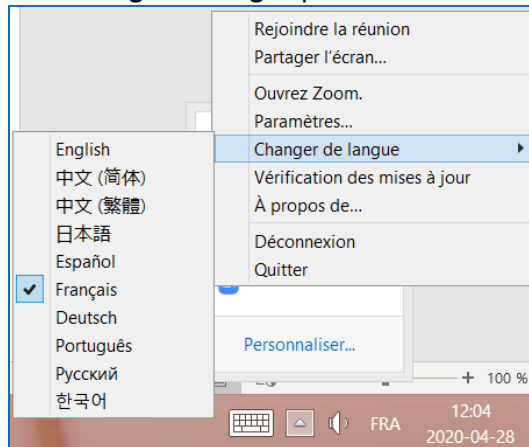 Rejoindre la réunion
Partager l'écran...
Ouvrez Zoom.
Paramètres...
Changer de langue
Vérification des mises à jour
À propos de...
Déconnexion
Quitter
English
中文 (简体)
中文 (繁體)
日本語
Español
Français
Deutsch
Português
Русский
한국어
Personnaliser...
100 %
FRA
12:04
2020-04-28